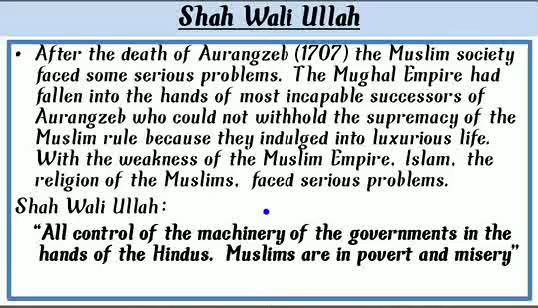 Shah Wali Ullah
• After the death of Aurangzeb (1707) the Muslim society
faced some serious problems. The Mughal Empire had
fallen into the hands of most incapable successors of
Aurangzeb who could not withhold the supremacy of the
Muslim rule because they indulged into luxurious life.
With the weakness of the Muslim Empire, Islam, the
religion of the Muslims, faced serious problems.
Shah Wali Ullah:
“All control of the machinery of the governments in the
hands of the Hindus. Muslims are in povert and misery”